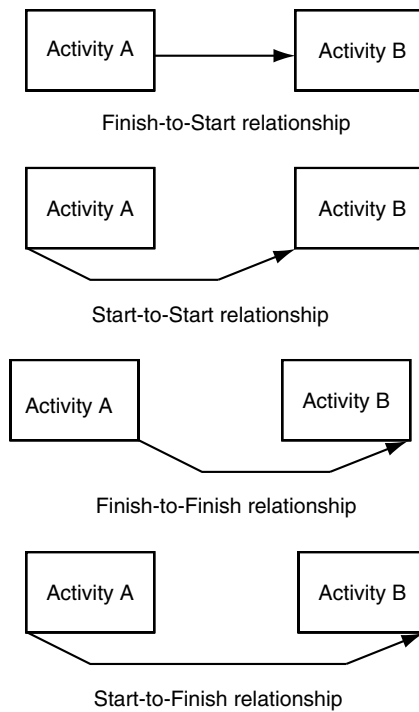 Activity A
Activity B
Finish-to-Start relationship
Activity A
Activity B
Start-to-Start relationship
Activity A
Activity B
Finish-to-Finish relationship
Activity A
Activity B
Start-to-Finish relationship